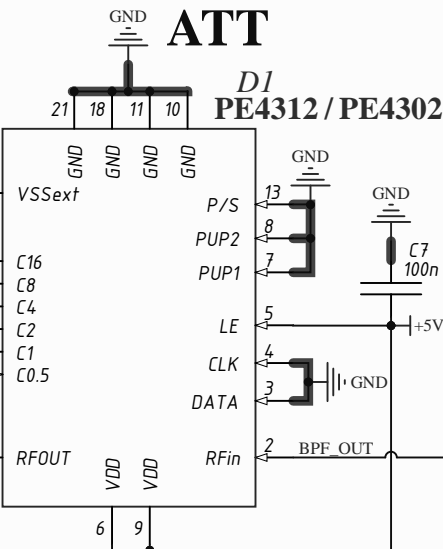 GND
ATT
D1
PE4312 / PE4302
21 18 11 10
GND GND GND GND
VSSext
C16
C8
C4
C2
C1
C0.5
RFOUT
P/S 13
PUP2 8
PUP1 7
LE 5
CLK 4
DATA 3
RFin 2
VDD VDD
6 9
GND
GND
C7
100n
+5V
GND
BPF_OUT